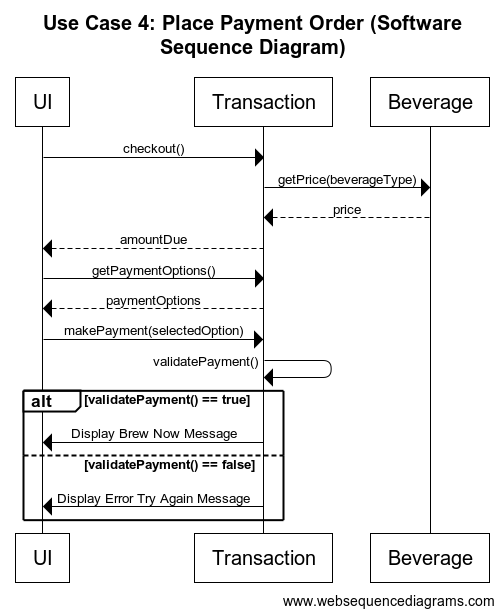 Use Case 4: Place Payment Order (Software
Sequence Diagram)
UI
Transaction
Beverage
checkout()
getPrice(beverageType)
price
amountDue
getPaymentOptions()
paymentOptions
makePayment(selectedOption)
validatePayment()
alt
[validatePayment() == true]
Display Brew Now Message
[validatePayment() == false]
Display Error Try Again Message
UI
Transaction
Beverage
www.websequencediagrams.com